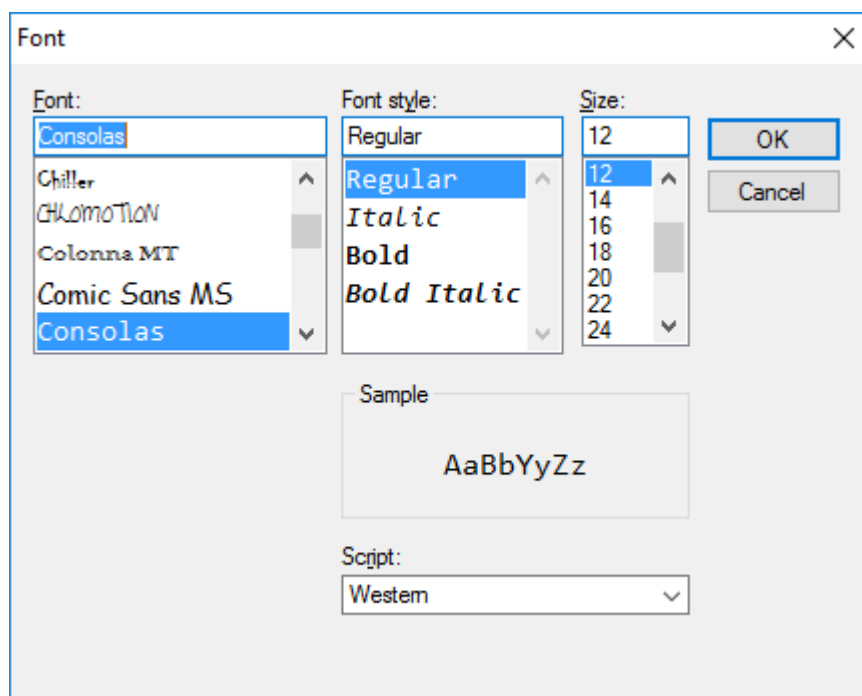 Font
Font:
Consolas
Chiller
CHLOMOTION
Colonna MT
Comic Sans MS
Consolas
Font style:
Regular
Regular
Italic
Bold
Bold Italic
Size:
12
12
14
16
18
20
22
24
OK
Cancel
Sample
AaBbYyZz
Script:
Western